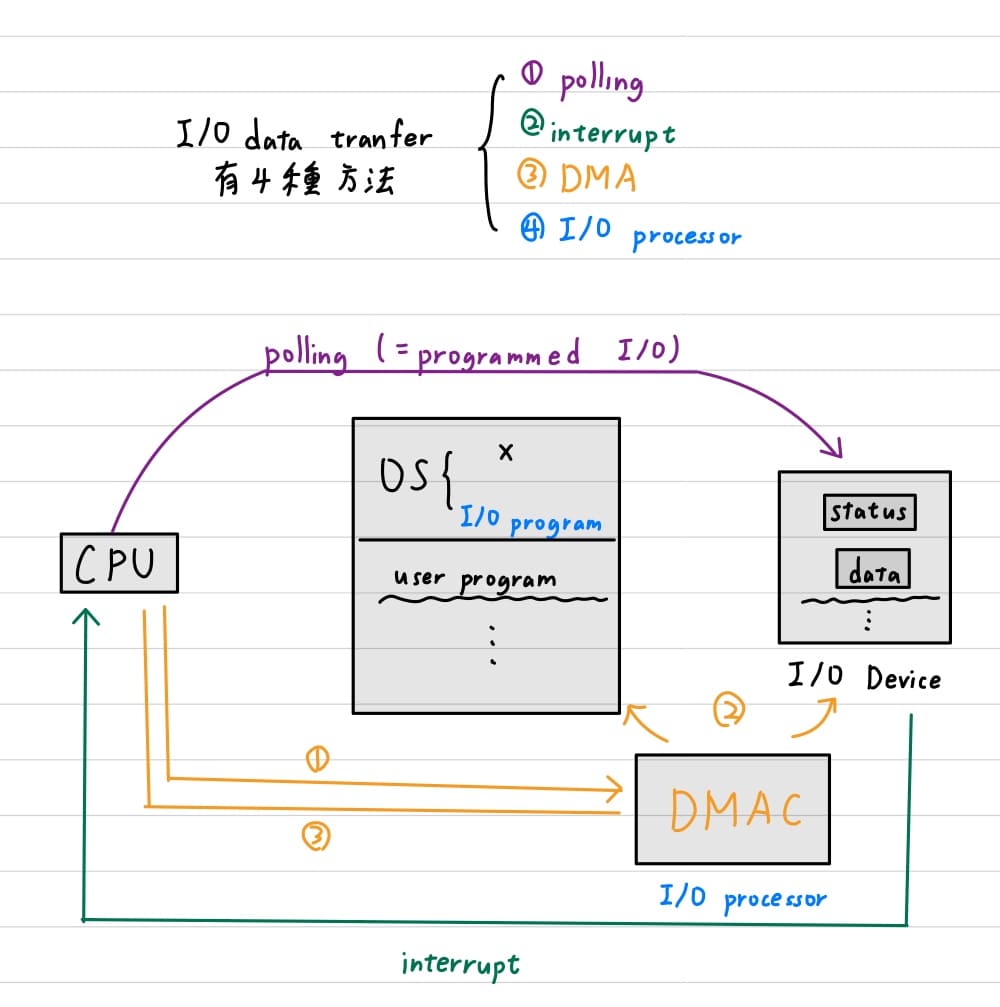 I/O data tranfer
有4種方法
① polling
② interrupt
③ DMA
④ I/O processor
polling (=programmed I/O)
OS{
x
I/O program
user program
⋮
CPU
status
data
⋮
I/O Device
②
①
③
DMAC
I/O processor
interrupt